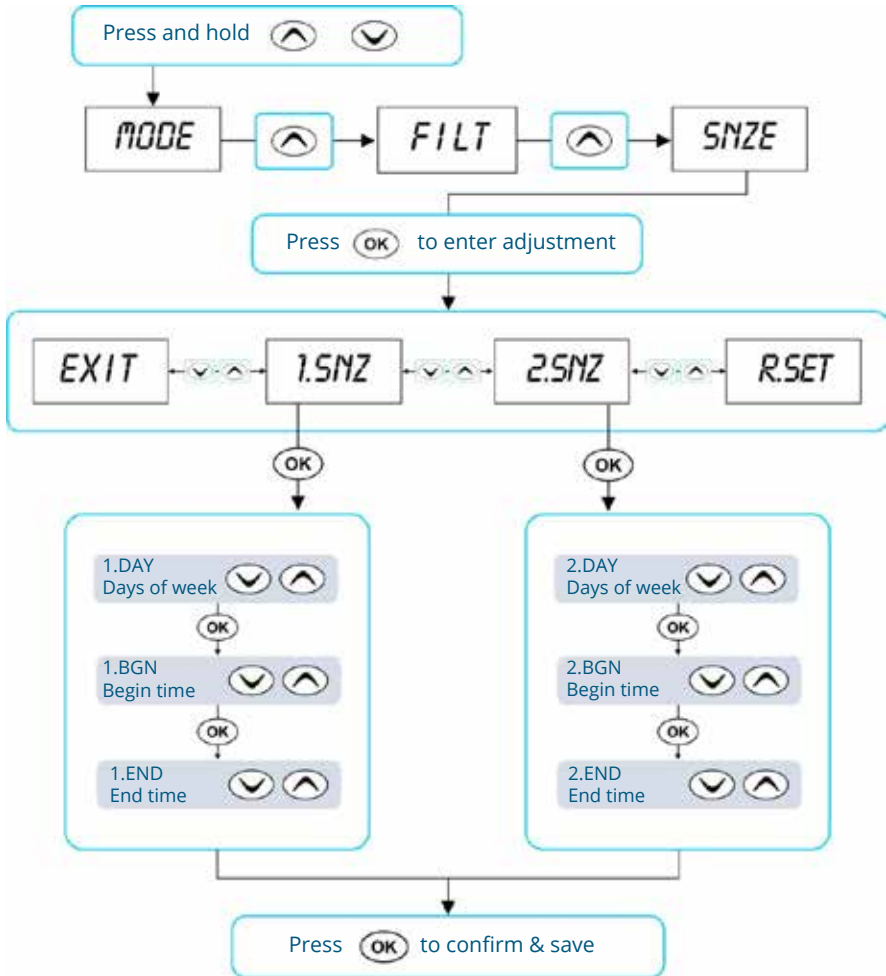 Press and hold
MODE
FILT
SNZE
Press OK to enter adjustment
EXIT
1.SNZ
2.SNZ
R.SET
OK
OK
1.DAY
Days of week
OK
1.BGN
Begin time
OK
1.END
End time
2.DAY
Days of week
OK
2.BGN
Begin time
OK
2.END
End time
Press OK to confirm & save